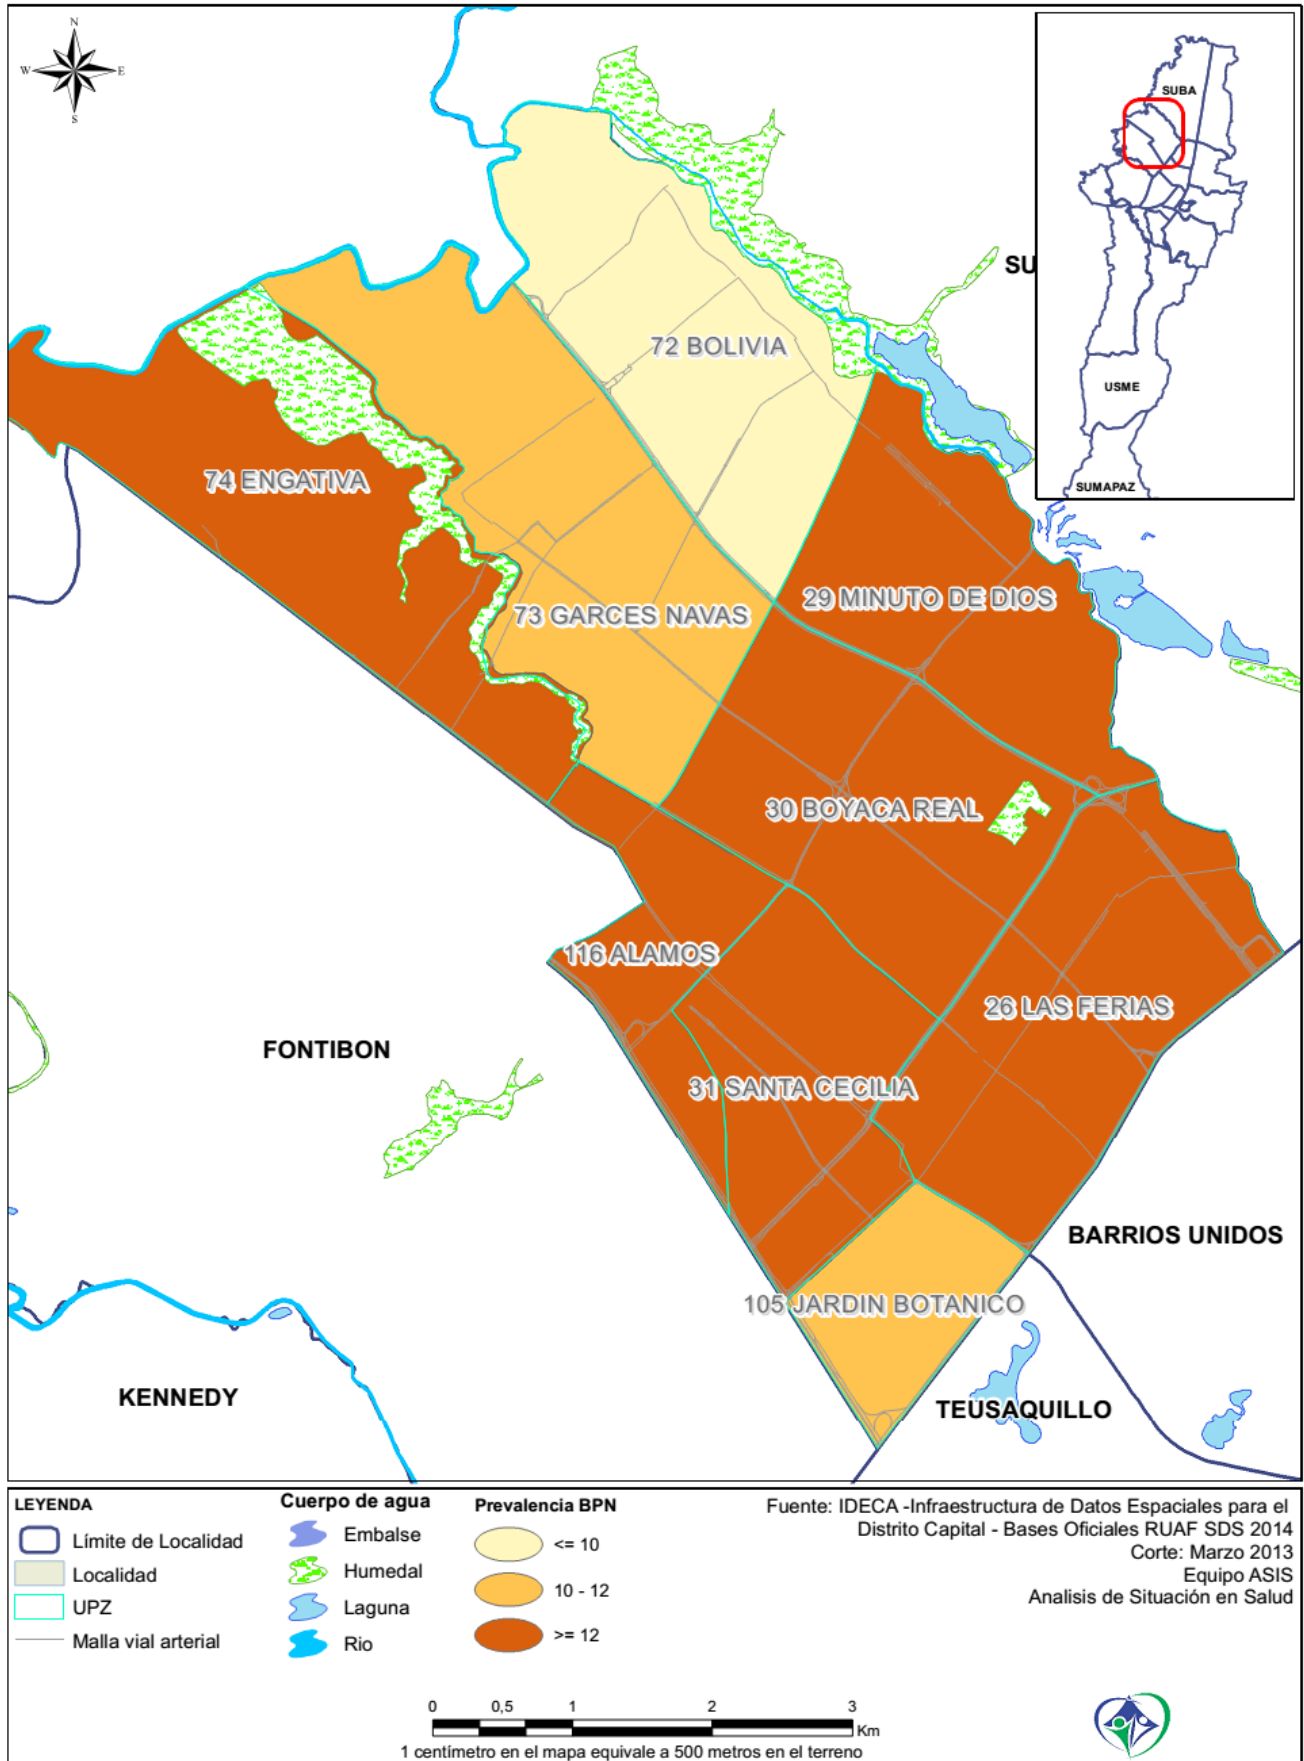 N
W
E
S
SUBA
USME
SUMAPAZ
SU
72 BOLIVIA
74 ENGATIVA
29 MINUTO DE DIOS
73 GARCES NAVAS
30 BOYACA REAL
116 ALAMOS
26 LAS FERIAS
FONTIBON
31 SANTA CECILIA
BARRIOS UNIDOS
105 JARDIN BOTANICO
KENNEDY
TEUSAQUILLO
LEYENDA
Límite de Localidad
Localidad
UPZ
Malla vial arterial
Cuerpo de agua
Embalse
Humedal
Laguna
Rio
Prevalencia BPN
<= 10
10 - 12
>= 12
Fuente: IDECA -Infraestructura de Datos Espaciales para el
Distrito Capital - Bases Oficiales RUAF SDS 2014
Corte: Marzo 2013
Equipo ASIS
Analisis de Situación en Salud
0 0,5 1 2 3
Km
1 centímetro en el mapa equivale a 500 metros en el terreno